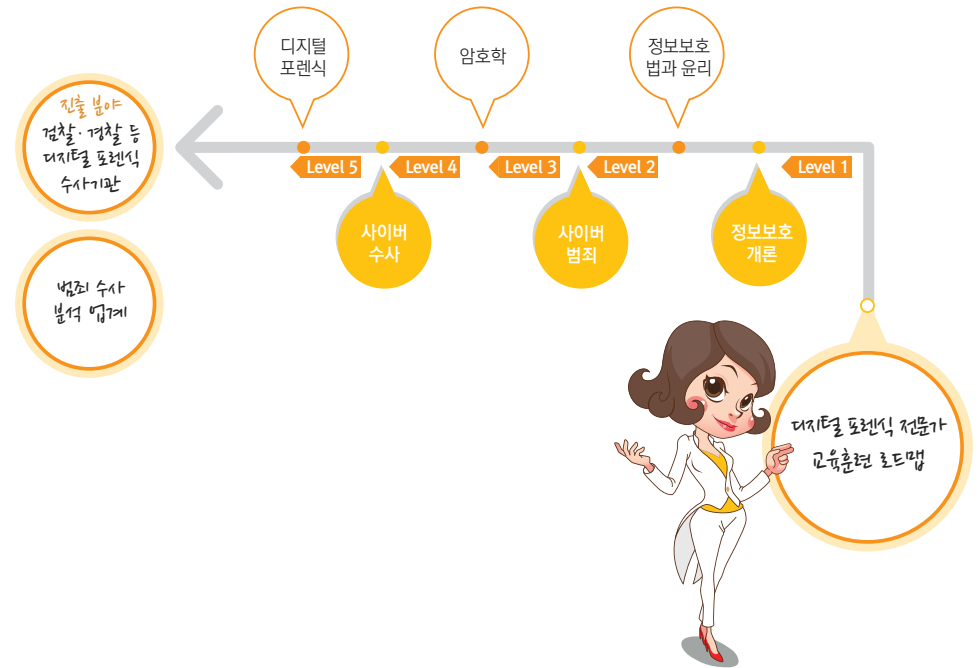 디지털
포렌식
암호학
정보보호
법과 윤리
진출 분야
검찰·경찰 등
디지털 포렌식
수사기관
Level 5
Level 4
Level 3
Level 2
Level 1
사이버
수사
사이버
범죄
정보보호
개론
범죄 수사
분석 업계
디지털 포렌식 전문가
교육훈련 로드맵